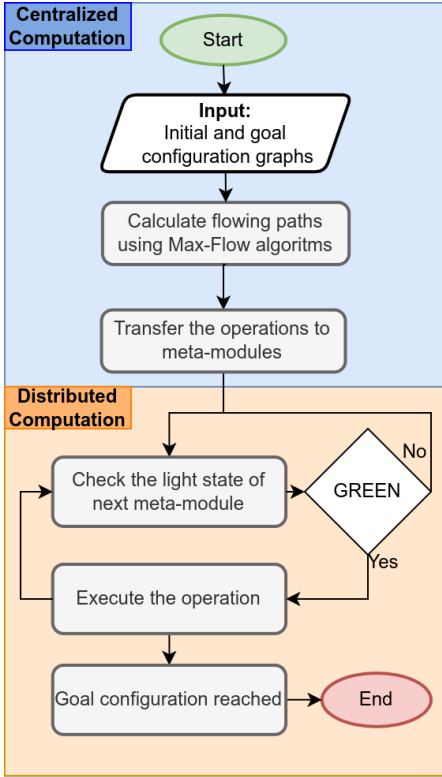 Centralized
Computation
Start
Input:
Initial and goal
configuration graphs
Calculate flowing paths
using Max-Flow algoritms
Transfer the operations to
meta-modules
Distributed
Computation
Check the light state of
next meta-module
GREEN
No
Yes
Execute the operation
Goal configuration reached
End